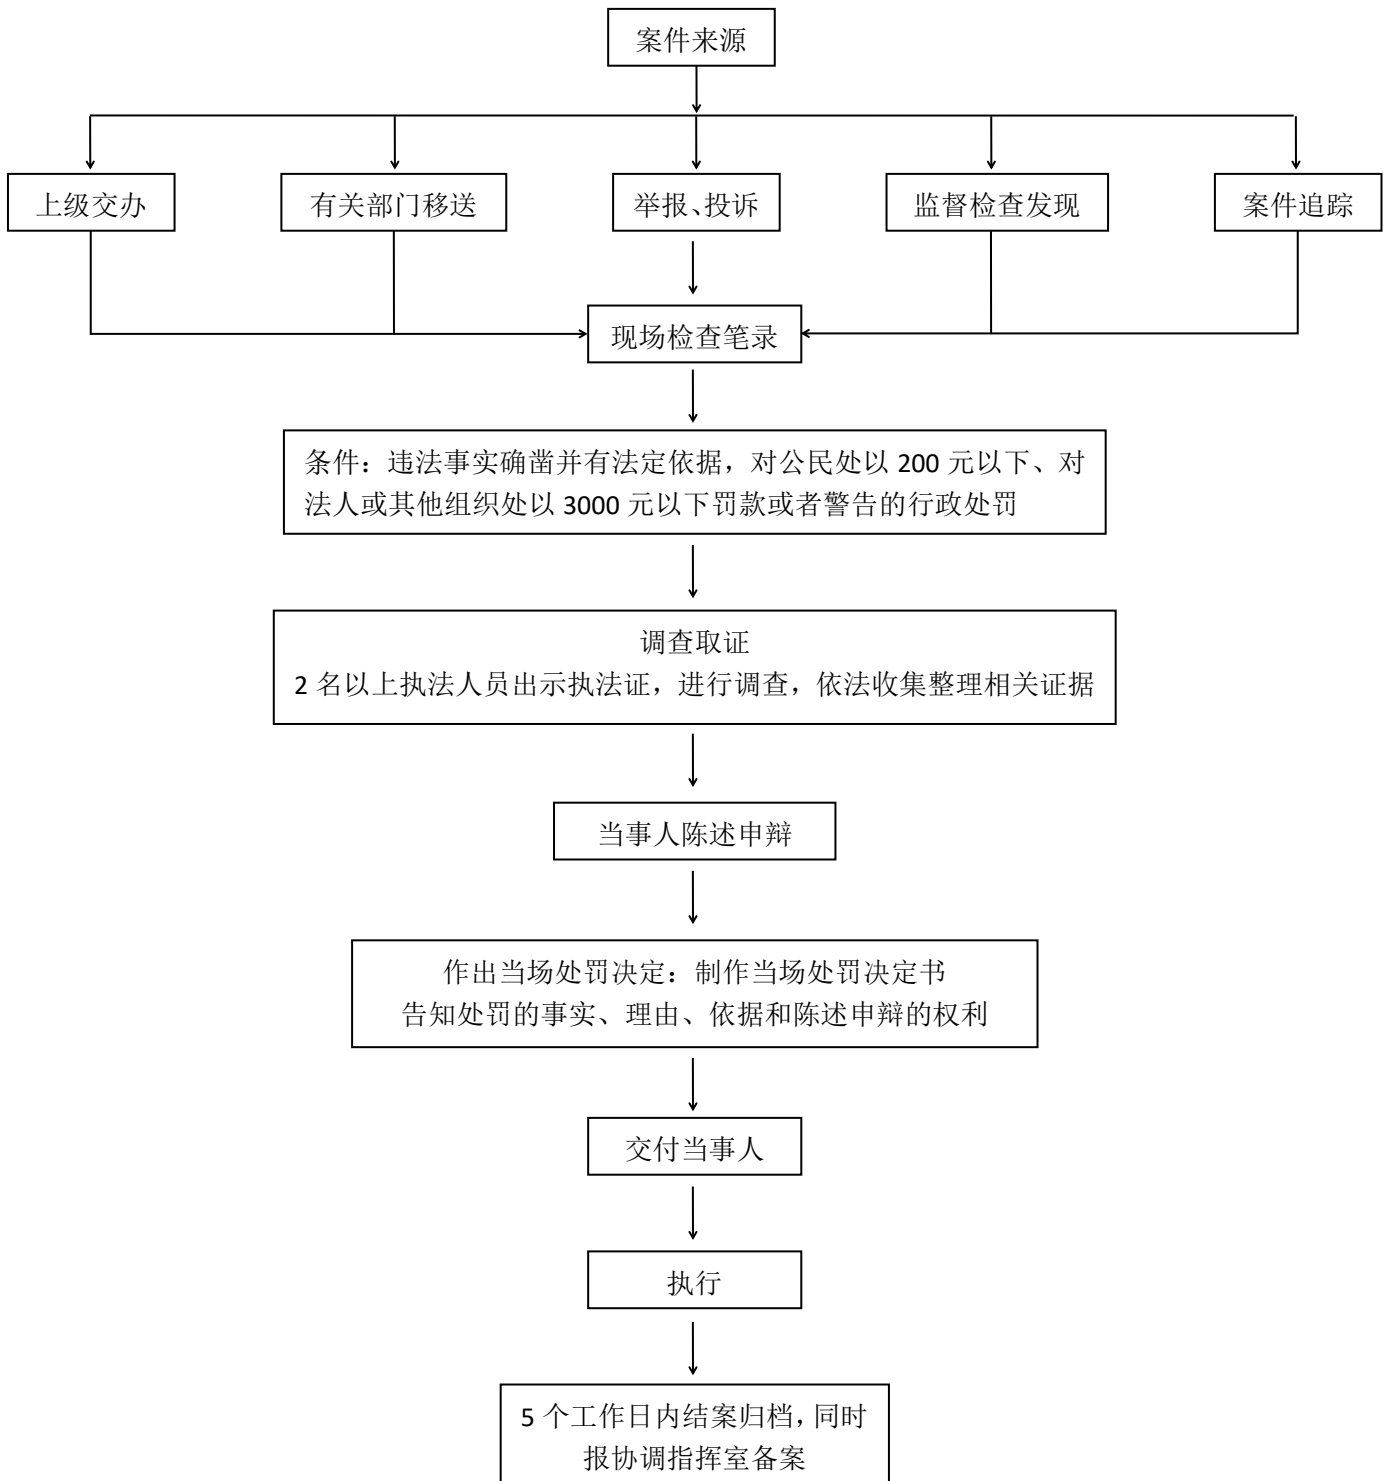 案件来源
上级交办
有关部门移送
举报、投诉
监督检查发现
案件追踪
现场检查笔录
条件：违法事实确凿并有法定依据，对公民处以 200 元以下、对
法人或其他组织处以 3000 元以下罚款或者警告的行政处罚
调查取证
2 名以上执法人员出示执法证，进行调查，依法收集整理相关证据
当事人陈述申辩
作出当场处罚决定：制作当场处罚决定书
告知处罚的事实、理由、依据和陈述申辩的权利
交付当事人
执行
5 个工作日内结案归档，同时
报协调指挥室备案